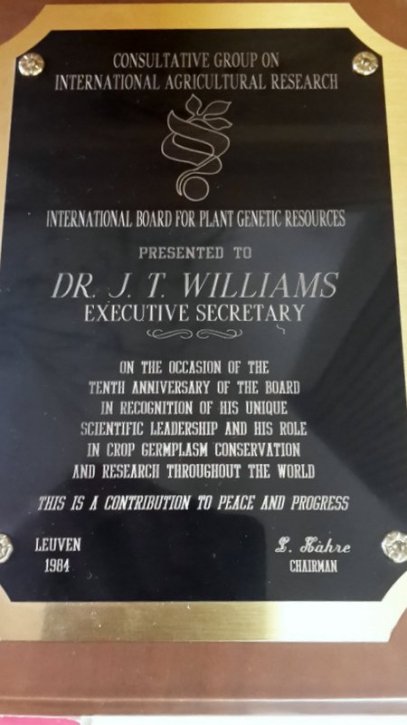 CONSULTATIVE GROUP ON
INTERNATIONAL AGRICULTURAL RESEARCH
INTERNATIONAL BOARD FOR PLANT GENETIC RESOURCES
PRESENTED TO
DR. J. T. WILLIAMS
EXECUTIVE SECRETARY
ON THE OCCASION OF THE
TENTH ANNIVERSARY OF THE BOARD
IN RECOGNITION OF HIS UNIQUE
SCIENTIFIC LEADERSHIP AND HIS ROLE
IN CROP GERMPLASM CONSERVATION
AND RESEARCH THROUGHOUT THE WORLD
THIS IS A CONTRIBUTION TO PEACE AND PROGRESS
LEUVEN
1984
L. Kåhre
CHAIRMAN